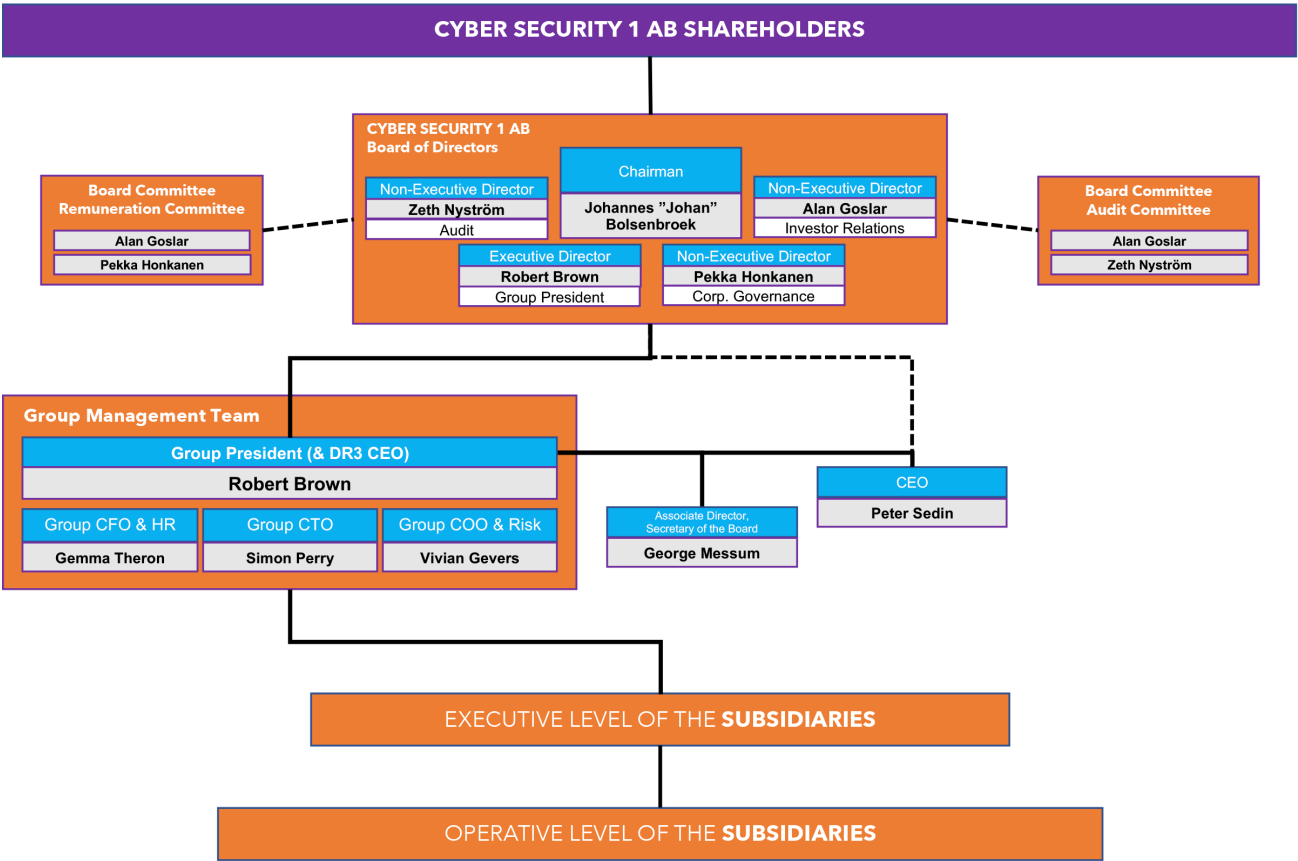 CYBER SECURITY 1 AB SHAREHOLDERS
CYBER SECURITY 1 AB
Board of Directors
Chairman
Johannes ”Johan”
Bolsenbroek
Non-Executive Director
Zeth Nyström
Audit
Non-Executive Director
Alan Goslar
Investor Relations
Executive Director
Robert Brown
Group President
Non-Executive Director
Pekka Honkanen
Corp. Governance
Board Committee
Remuneration Committee
Alan Goslar
Pekka Honkanen
Board Committee
Audit Committee
Alan Goslar
Zeth Nyström
Group Management Team
Group President (& DR3 CEO)
Robert Brown
Group CFO & HR
Gemma Theron
Group CTO
Simon Perry
Group COO & Risk
Vivian Gevers
Associate Director,
Secretary of the Board
George Messum
CEO
Peter Sedin
EXECUTIVE LEVEL OF THE SUBSIDIARIES
OPERATIVE LEVEL OF THE SUBSIDIARIES